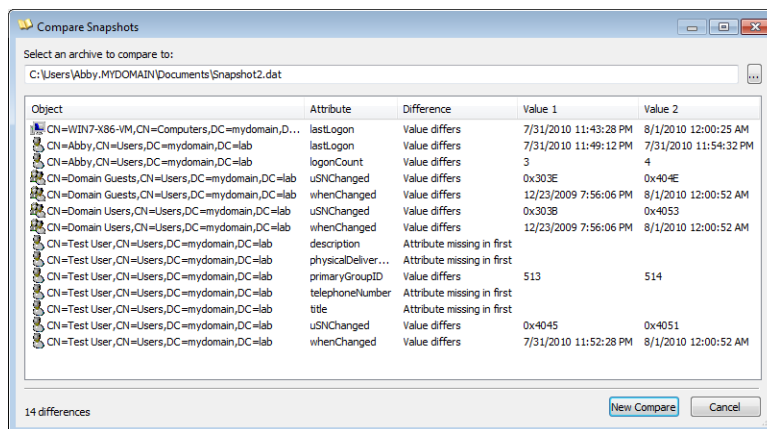 Compare Snapshots
Select an archive to compare to:
C:\Users\Abby.MYDOMAIN\Documents\Snapshot2.dat ...
Object Attribute Difference Value 1 Value 2
CN=WIN7-X86-VM,CN=Computers,DC=mydomain,D... lastLogon Value differs 7/31/2010 11:43:28 PM 8/1/2010 12:00:25 AM
CN=Abby,CN=Users,DC=mydomain,DC=lab lastLogon Value differs 7/31/2010 11:49:12 PM 7/31/2010 11:54:32 PM
CN=Abby,CN=Users,DC=mydomain,DC=lab logonCount Value differs 3 4
CN=Domain Guests,CN=Users,DC=mydomain,DC=lab uSNChanged Value differs 0x303E 0x404E
CN=Domain Guests,CN=Users,DC=mydomain,DC=lab whenChanged Value differs 12/23/2009 7:56:06 PM 8/1/2010 12:00:52 AM
CN=Domain Users,CN=Users,DC=mydomain,DC=lab uSNChanged Value differs 0x303B 0x4053
CN=Domain Users,CN=Users,DC=mydomain,DC=lab whenChanged Value differs 12/23/2009 7:56:06 PM 8/1/2010 12:00:52 AM
CN=Test User,CN=Users,DC=mydomain,DC=lab description Attribute missing in first
CN=Test User,CN=Users,DC=mydomain,DC=lab physicalDeliver... Attribute missing in first
CN=Test User,CN=Users,DC=mydomain,DC=lab primaryGroupID Value differs 513 514
CN=Test User,CN=Users,DC=mydomain,DC=lab telephoneNumber Attribute missing in first
CN=Test User,CN=Users,DC=mydomain,DC=lab title Attribute missing in first
CN=Test User,CN=Users,DC=mydomain,DC=lab uSNChanged Value differs 0x4045 0x4051
CN=Test User,CN=Users,DC=mydomain,DC=lab whenChanged Value differs 7/31/2010 11:52:28 PM 8/1/2010 12:00:52 AM
14 differences New Compare Cancel